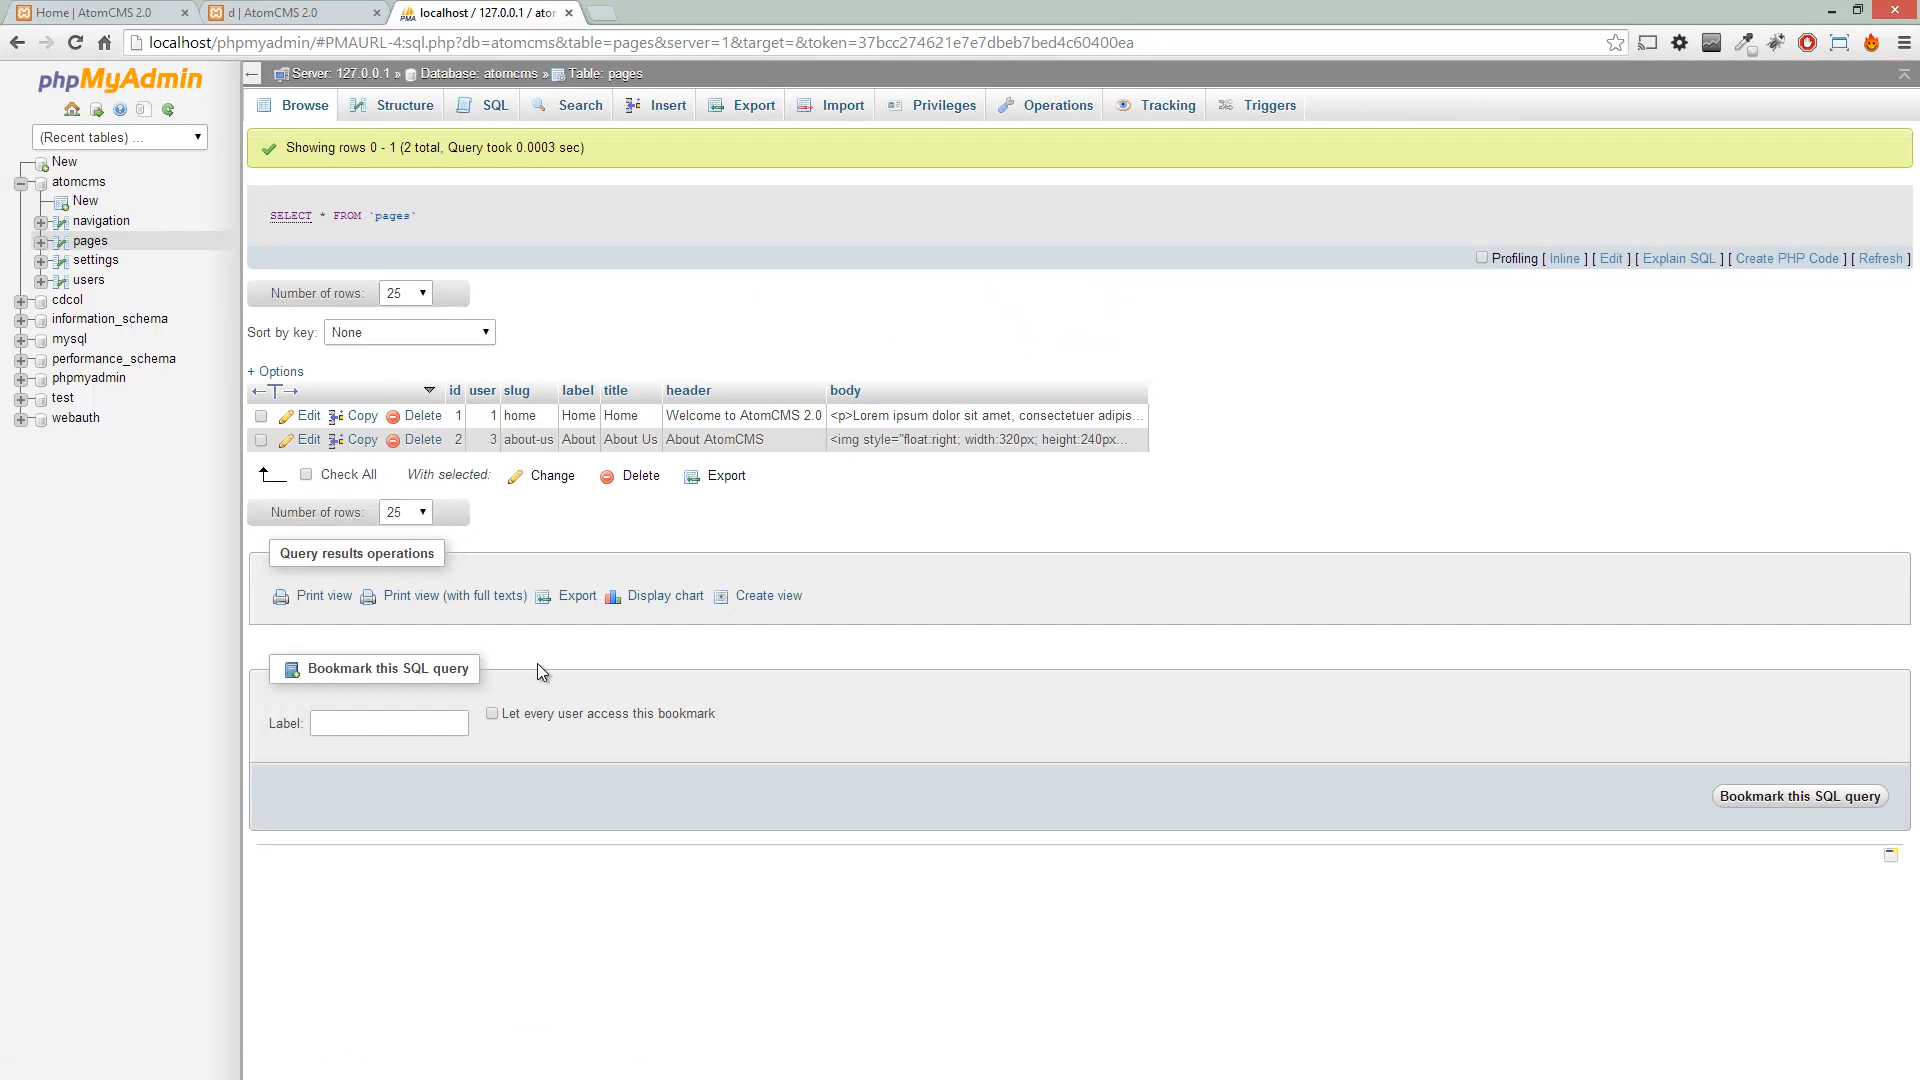 Home | AtomCMS 2.0
d | AtomCMS 2.0
localhost / 127.0.0.1 / ator
localhost/phpmyadmin/#PMAURL-4:sql.php?db=atomcms&table=pages&server=1&target=&token=37bcc274621e7e7dbeb7bed4c60400ea
phpMyAdmin
(Recent tables) ...
New
atomcms
New
navigation
pages
settings
users
cdcol
information_schema
mysql
performance_schema
phpmyadmin
test
webauth
Server: 127.0.0.1 » Database: atomcms » Table: pages
Browse Structure SQL Search Insert Export Import Privileges Operations Tracking Triggers
Showing rows 0 - 1 (2 total, Query took 0.0003 sec)
SELECT * FROM `pages`
Profiling [ Inline ] [ Edit ] [ Explain SQL ] [ Create PHP Code ] [ Refresh ]
Number of rows: 25
Sort by key: None
+ Options
←T→ id user slug label title header body
Edit Copy Delete 1 1 home Home Home Welcome to AtomCMS 2.0 <p>Lorem ipsum dolor sit amet, consectetuer adipis...
Edit Copy Delete 2 3 about-us About About Us About AtomCMS <img style="float:right; width:320px; height:240px...
Check All With selected: Change Delete Export
Number of rows: 25
Query results operations
Print view Print view (with full texts) Export Display chart Create view
Bookmark this SQL query
Label: Let every user access this bookmark
Bookmark this SQL query